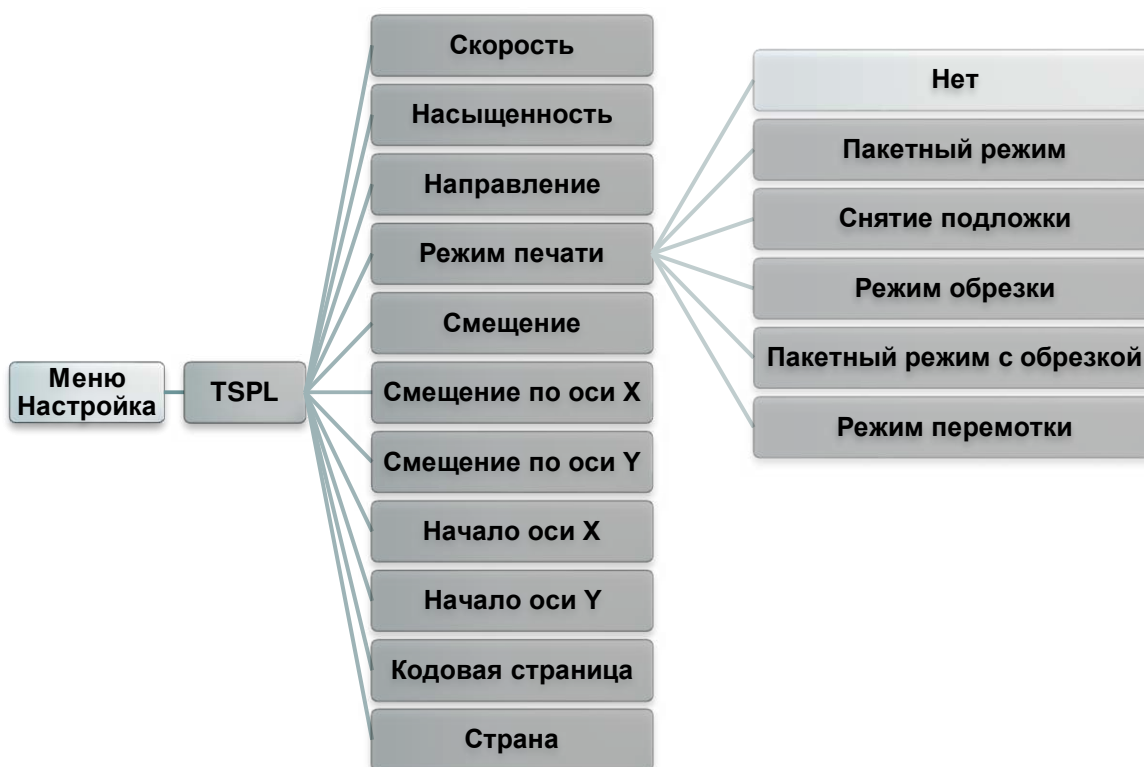 Меню
Настройка
TSPL
Скорость
Насыщенность
Направление
Режим печати
Смещение
Смещение по оси X
Смещение по оси Y
Начало оси X
Начало оси Y
Кодовая страница
Страна
Нет
Пакетный режим
Снятие подложки
Режим обрезки
Пакетный режим с обрезкой
Режим перемотки